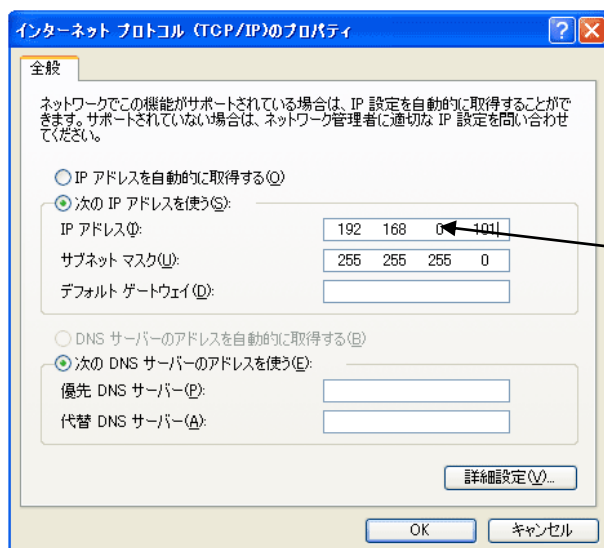 インターネット プロトコル (TCP/IP)のプロパティ
全般
ネットワークでこの機能がサポートされている場合は、IP 設定を自動的に取得することがで
きます。サポートされていない場合は、ネットワーク管理者に適切な IP 設定を問い合わせ
てください。
IP アドレスを自動的に取得する(O)
次の IP アドレスを使う(S):
IP アドレス(I): 192 168 0 101
サブネット マスク(U): 255 255 255 0
デフォルト ゲートウェイ(D):
DNS サーバーのアドレスを自動的に取得する(B)
次の DNS サーバーのアドレスを使う(E):
優先 DNS サーバー(P):
代替 DNS サーバー(A):
詳細設定(V)...
OK キャンセル